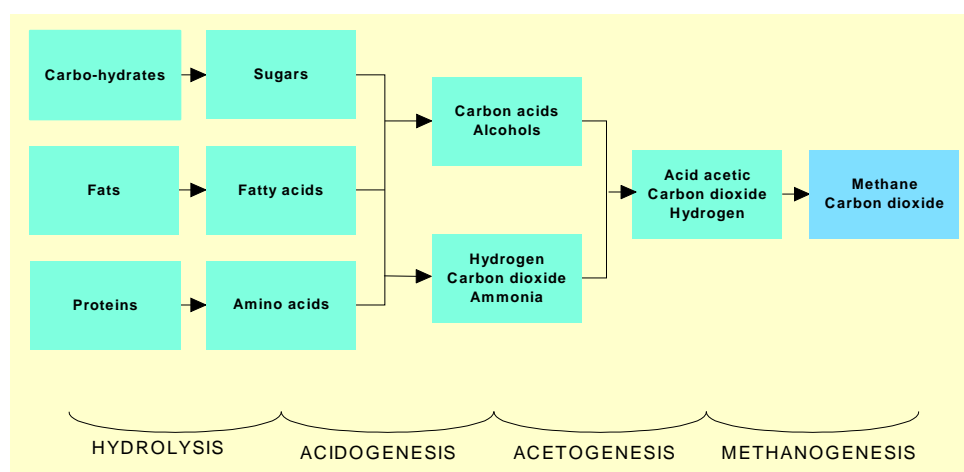 Carbo-hydrates
Sugars
Carbon acids
Alcohols
Fats
Fatty acids
Acid acetic
Carbon dioxide
Hydrogen
Methane
Carbon dioxide
Hydrogen
Carbon dioxide
Ammonia
Proteins
Amino acids
HYDROLYSIS
ACIDOGENESIS
ACETOGENESIS
METHANOGENESIS